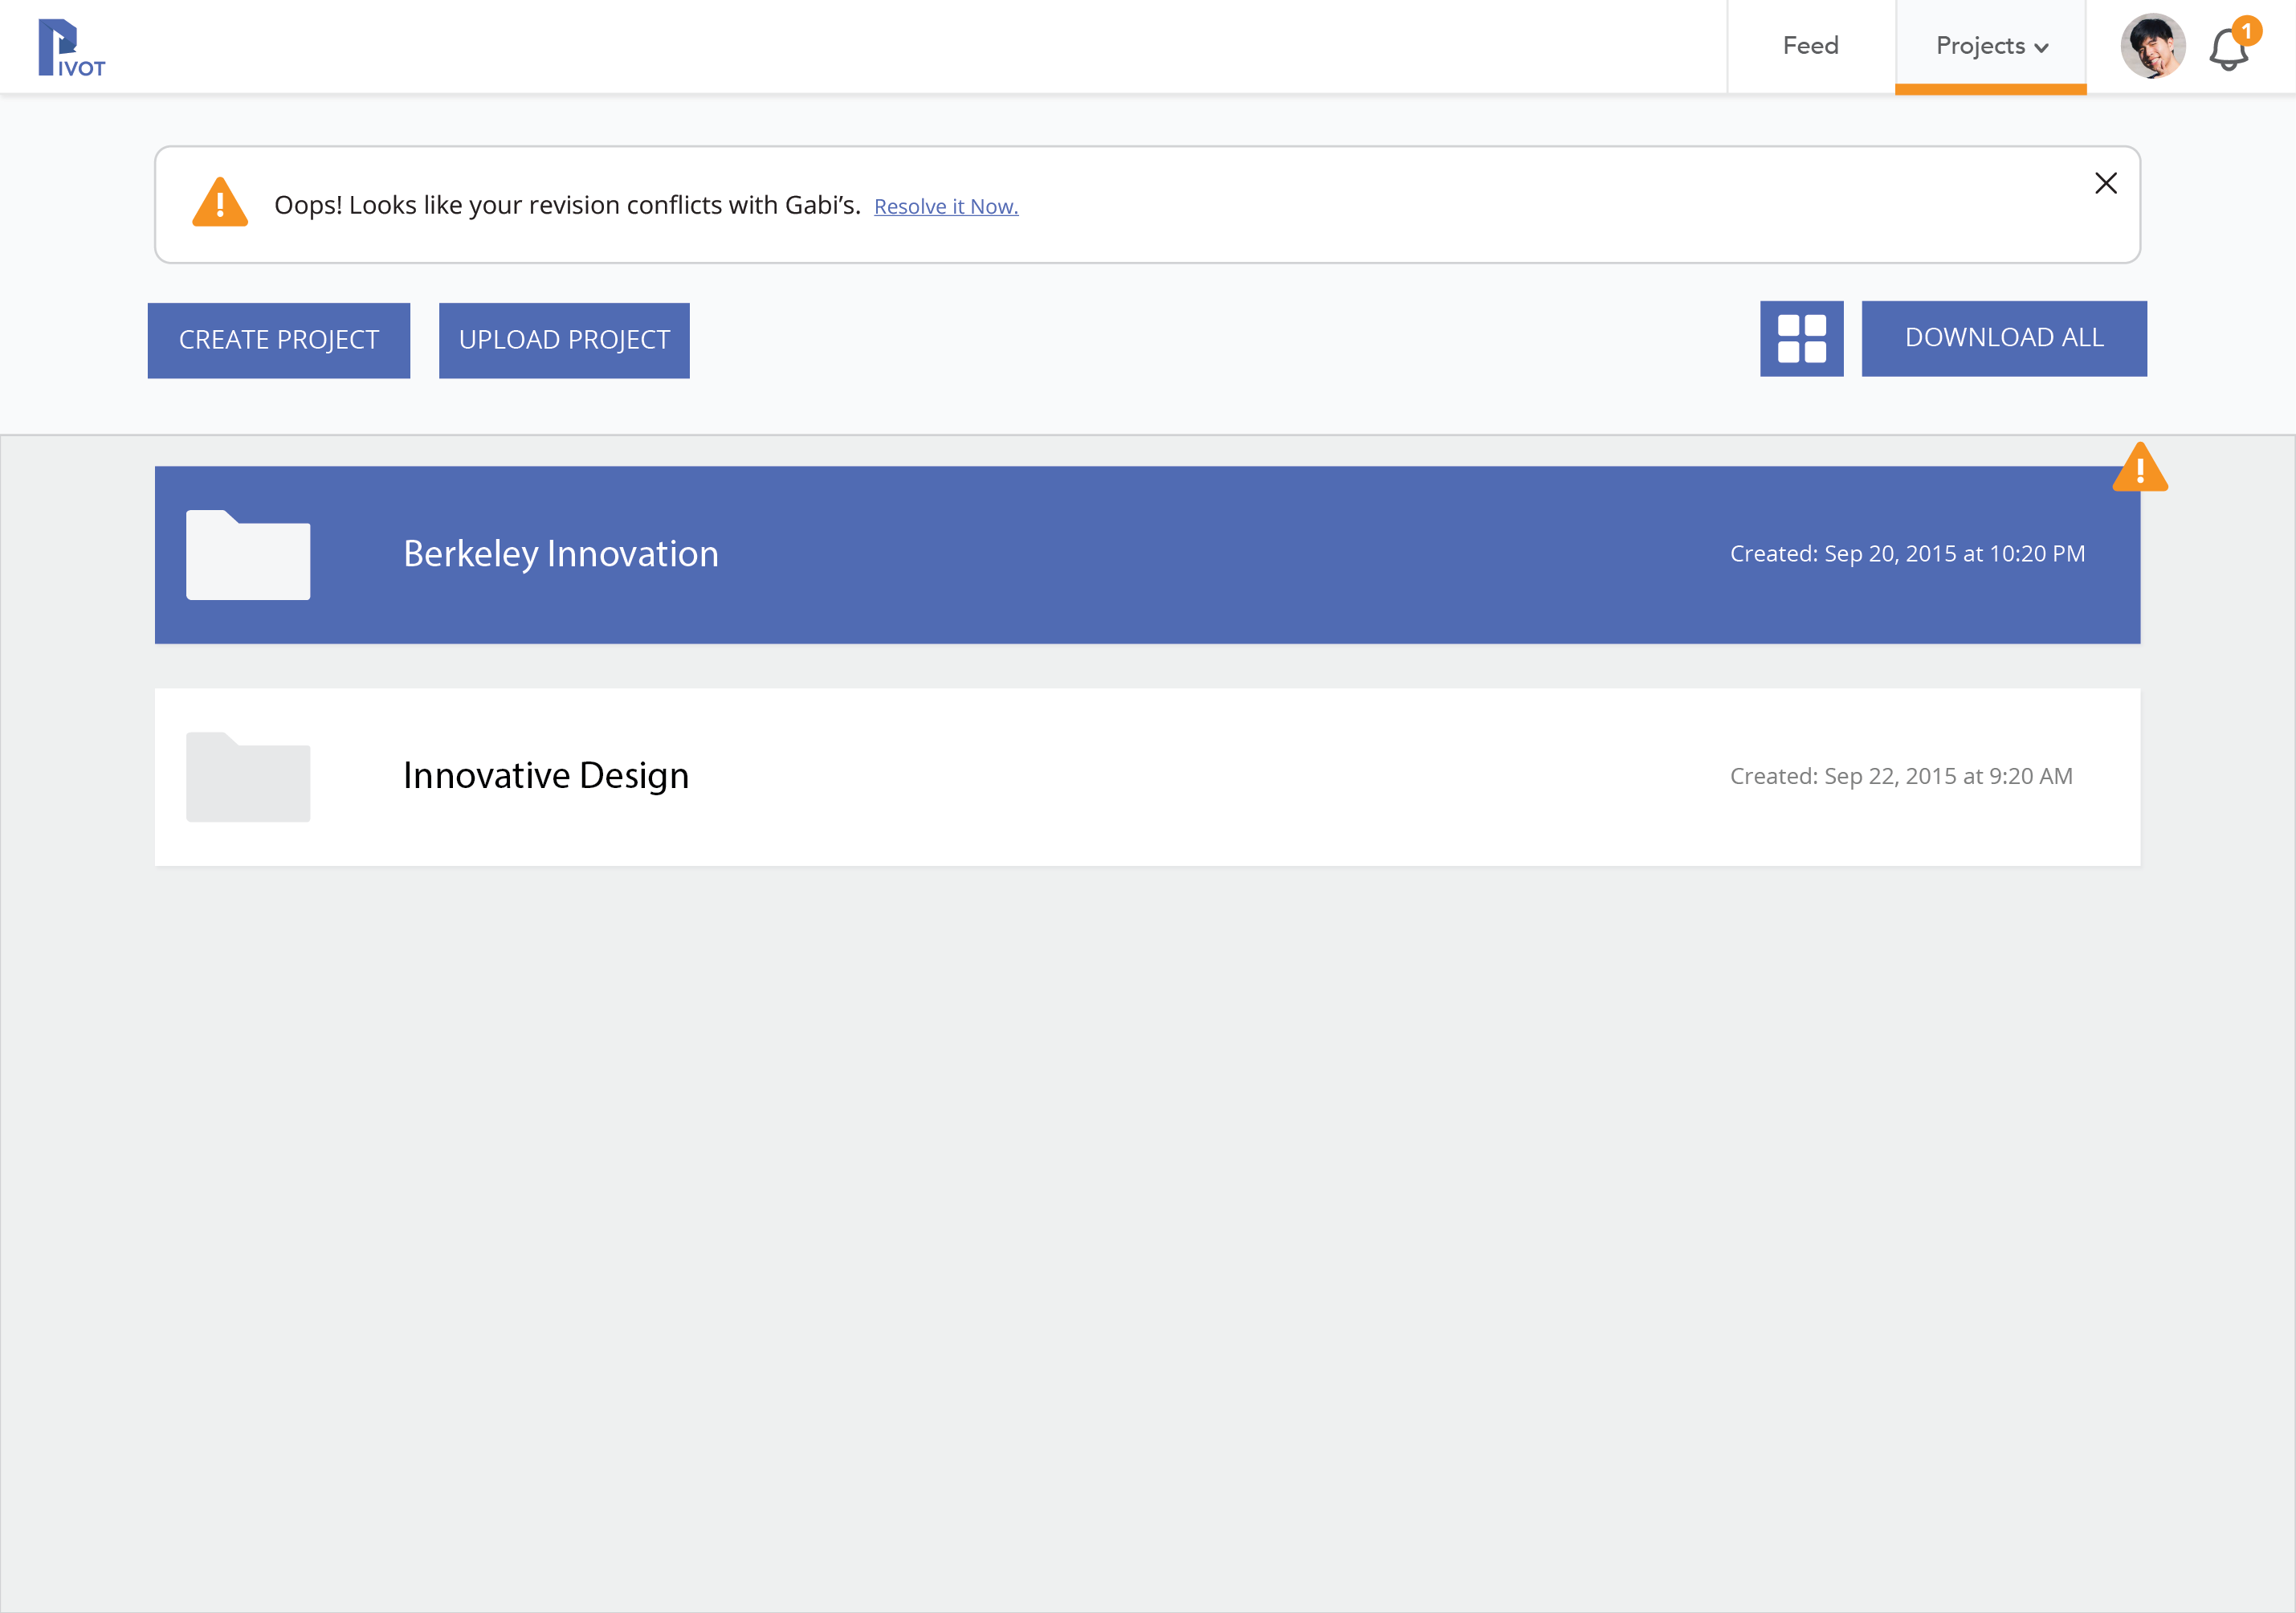 PIVOT
Feed
Projects
1
Oops! Looks like your revision conflicts with Gabi’s. Resolve it Now.
CREATE PROJECT
UPLOAD PROJECT
DOWNLOAD ALL
Berkeley Innovation
Created: Sep 20, 2015 at 10:20 PM
Innovative Design
Created: Sep 22, 2015 at 9:20 AM